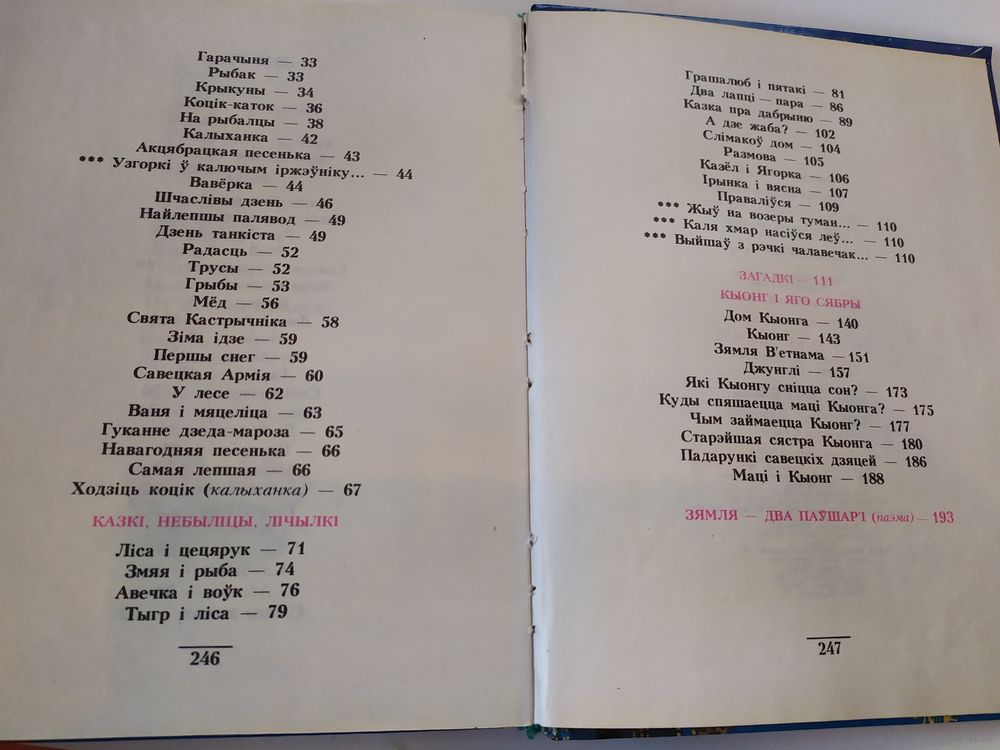 Гарачыня — 33
Рыбак — 33
Крыкуны — 34
Коцік-каток — 36
На рыбалцы — 38
Калыханка — 42
Акцябрацкая песенька — 43
*** Узгоркі ў калючым іржэўніку... — 44
Вавёрка — 44
Шчаслівы дзень — 46
Найлепшы палявод — 49
Дзень танкіста — 49
Радасць — 52
Трусы — 52
Грыбы — 53
Мёд — 56
Свята Кастрычніка — 58
Зіма ідзе — 59
Першы снег — 59
Савецкая Армія — 60
У лесе — 62
Ваня і мяцеліца — 63
Гуканне дзеда-мароза — 65
Навагодняя песенька — 66
Самая лепшая — 66
Ходзіць коцік (калыханка) — 67
КАЗКІ, НЕБЫЛІЦЫ, ЛІЧЫЛКІ
Ліса і цецярук — 71
Змяя і рыба — 74
Авечка і воўк — 76
Тыгр і ліса — 79
246
Грашалюб і пятакі — 81
Два лапці — пара — 86
Казка пра дабрыню — 89
А дзе жаба? — 102
Слімакоў дом — 104
Размова — 105
Казёл і Ягорка — 106
Ірынка і вясна — 107
Праваліўся — 109
*** Жыў на возеры туман... — 110
*** Каля хмар насіўся леў... — 110
*** Выйшаў з рэчкі чалавечак... — 110
ЗАГАДКІ — 111
КЫОНГ І ЯГО СЯБРЫ
Дом Кыонга — 140
Кыонг — 143
Зямля В'етнама — 151
Джунглі — 157
Які Кыонгу сніцца сон? — 173
Куды спяшаецца маці Кыонга? — 175
Чым займаецца Кыонг? — 177
Старэйшая сястра Кыонга — 180
Падарункі савецкіх дзяцей — 186
Маці і Кыонг — 188
ЗЯМЛЯ — ДВА ПАЎШАР'І (паэма) — 193
247